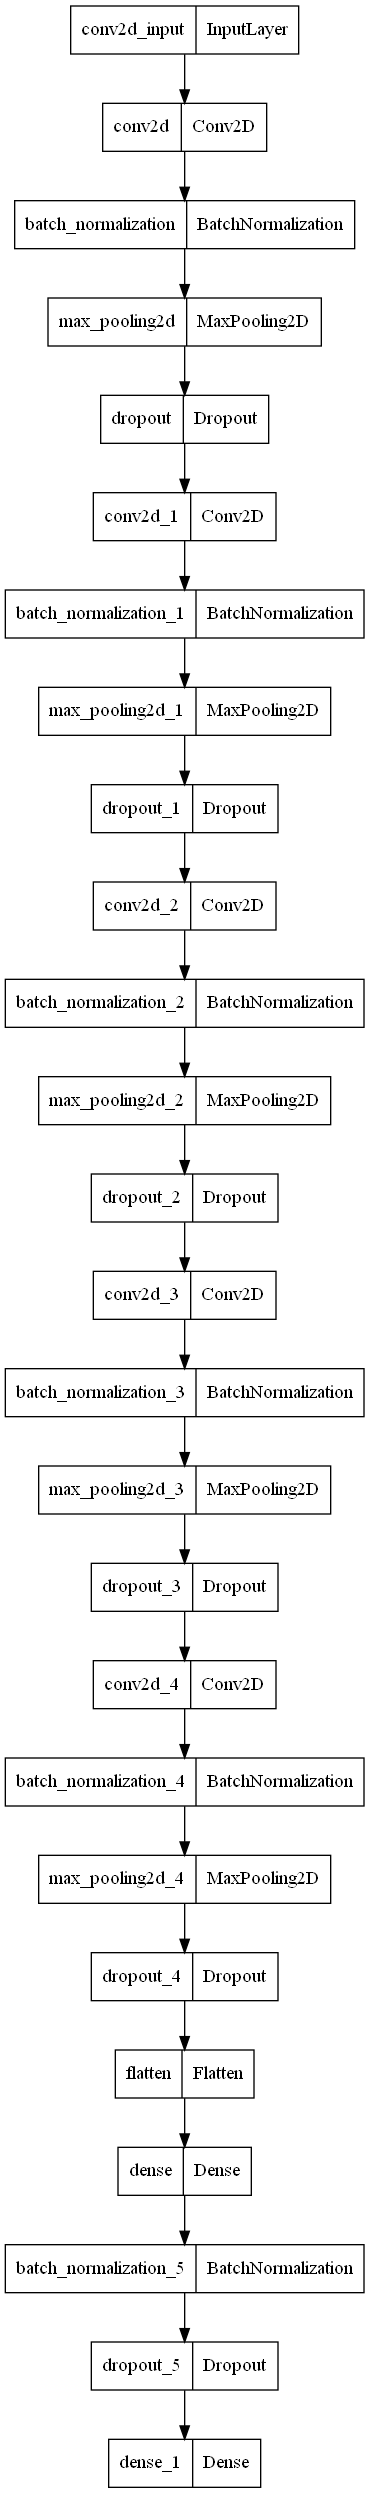 conv2d_input InputLayer
conv2d Conv2D
batch_normalization BatchNormalization
max_pooling2d MaxPooling2D
dropout Dropout
conv2d_1 Conv2D
batch_normalization_1 BatchNormalization
max_pooling2d_1 MaxPooling2D
dropout_1 Dropout
conv2d_2 Conv2D
batch_normalization_2 BatchNormalization
max_pooling2d_2 MaxPooling2D
dropout_2 Dropout
conv2d_3 Conv2D
batch_normalization_3 BatchNormalization
max_pooling2d_3 MaxPooling2D
dropout_3 Dropout
conv2d_4 Conv2D
batch_normalization_4 BatchNormalization
max_pooling2d_4 MaxPooling2D
dropout_4 Dropout
flatten Flatten
dense Dense
batch_normalization_5 BatchNormalization
dropout_5 Dropout
dense_1 Dense